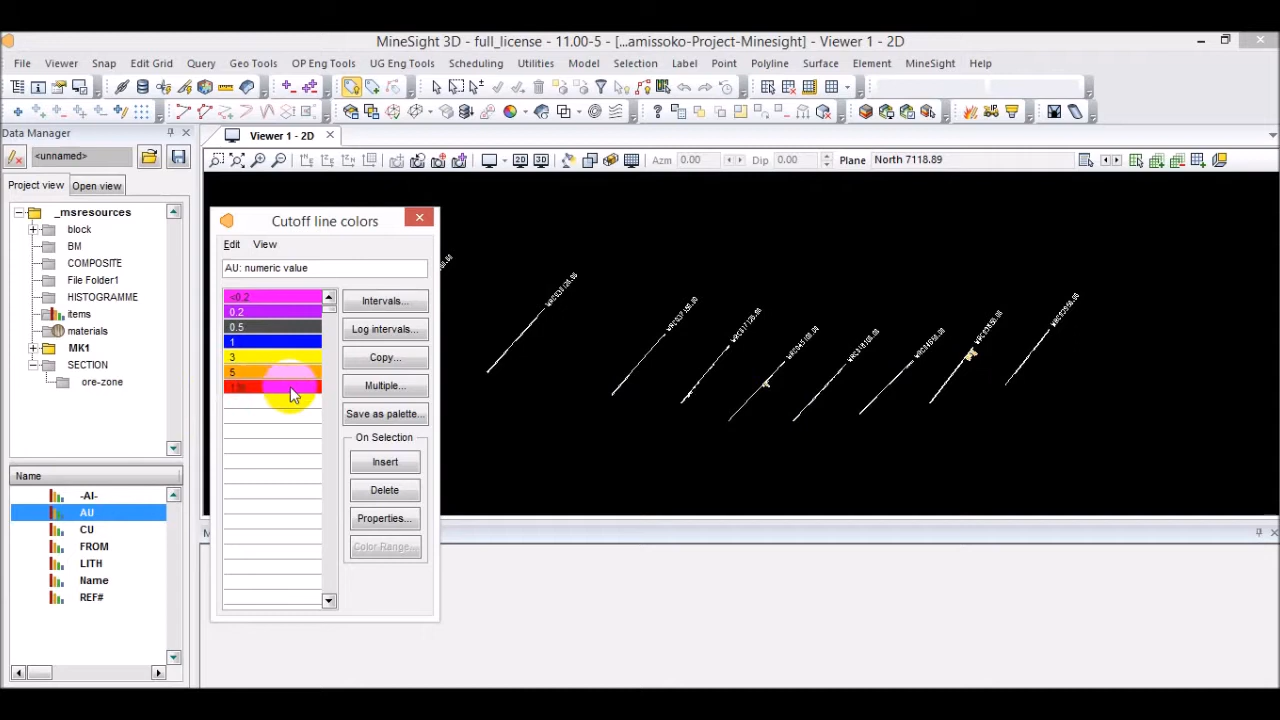 MineSight 3D - full_license - 11.00-5 - [...amissoko-Project-Minesight] - Viewer 1 - 2D
File Viewer Snap Edit Grid Query Geo Tools OP Eng Tools UG Eng Tools Scheduling Utilities Model Selection Label Point Polyline Surface Element MineSight Help
Data Manager
Viewer 1 - 2D
<unnamed>
2D 3D Azm 0.00 Dip 0.00 Plane North 7118.89
Project view Open view
_msresources
block
BM
COMPOSITE
File Folder1
HISTOGRAMME
items
materials
MK1
SECTION
ore-zone
Name
-AI-
AU
CU
FROM
LITH
Name
REF#
Cutoff line colors
Edit View
AU: numeric value
<0.2
0.2
0.5
1
3
5
Intervals...
Log intervals...
Copy...
Multiple...
Save as palette...
On Selection
Insert
Delete
Properties...
Color Range...